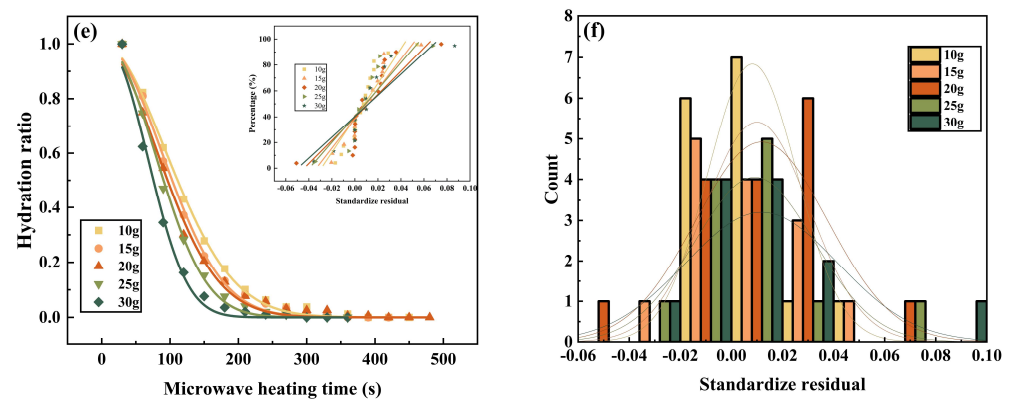 (e)
Hydration ratio
1.0
0.8
0.6
0.4
0.2
0.0
0
100
200
300
400
500
Microwave heating time (s)
10g
15g
20g
25g
30g
Percentage (%)
100
80
60
40
20
0
-0.06
-0.04
-0.02
0.00
0.02
0.04
0.06
0.08
0.10
Standardize residual
10g
15g
20g
25g
30g
(f)
Count
8
7
6
5
4
3
2
1
0
-0.06
-0.04
-0.02
0.00
0.02
0.04
0.06
0.08
0.10
Standardize residual
10g
15g
20g
25g
30g